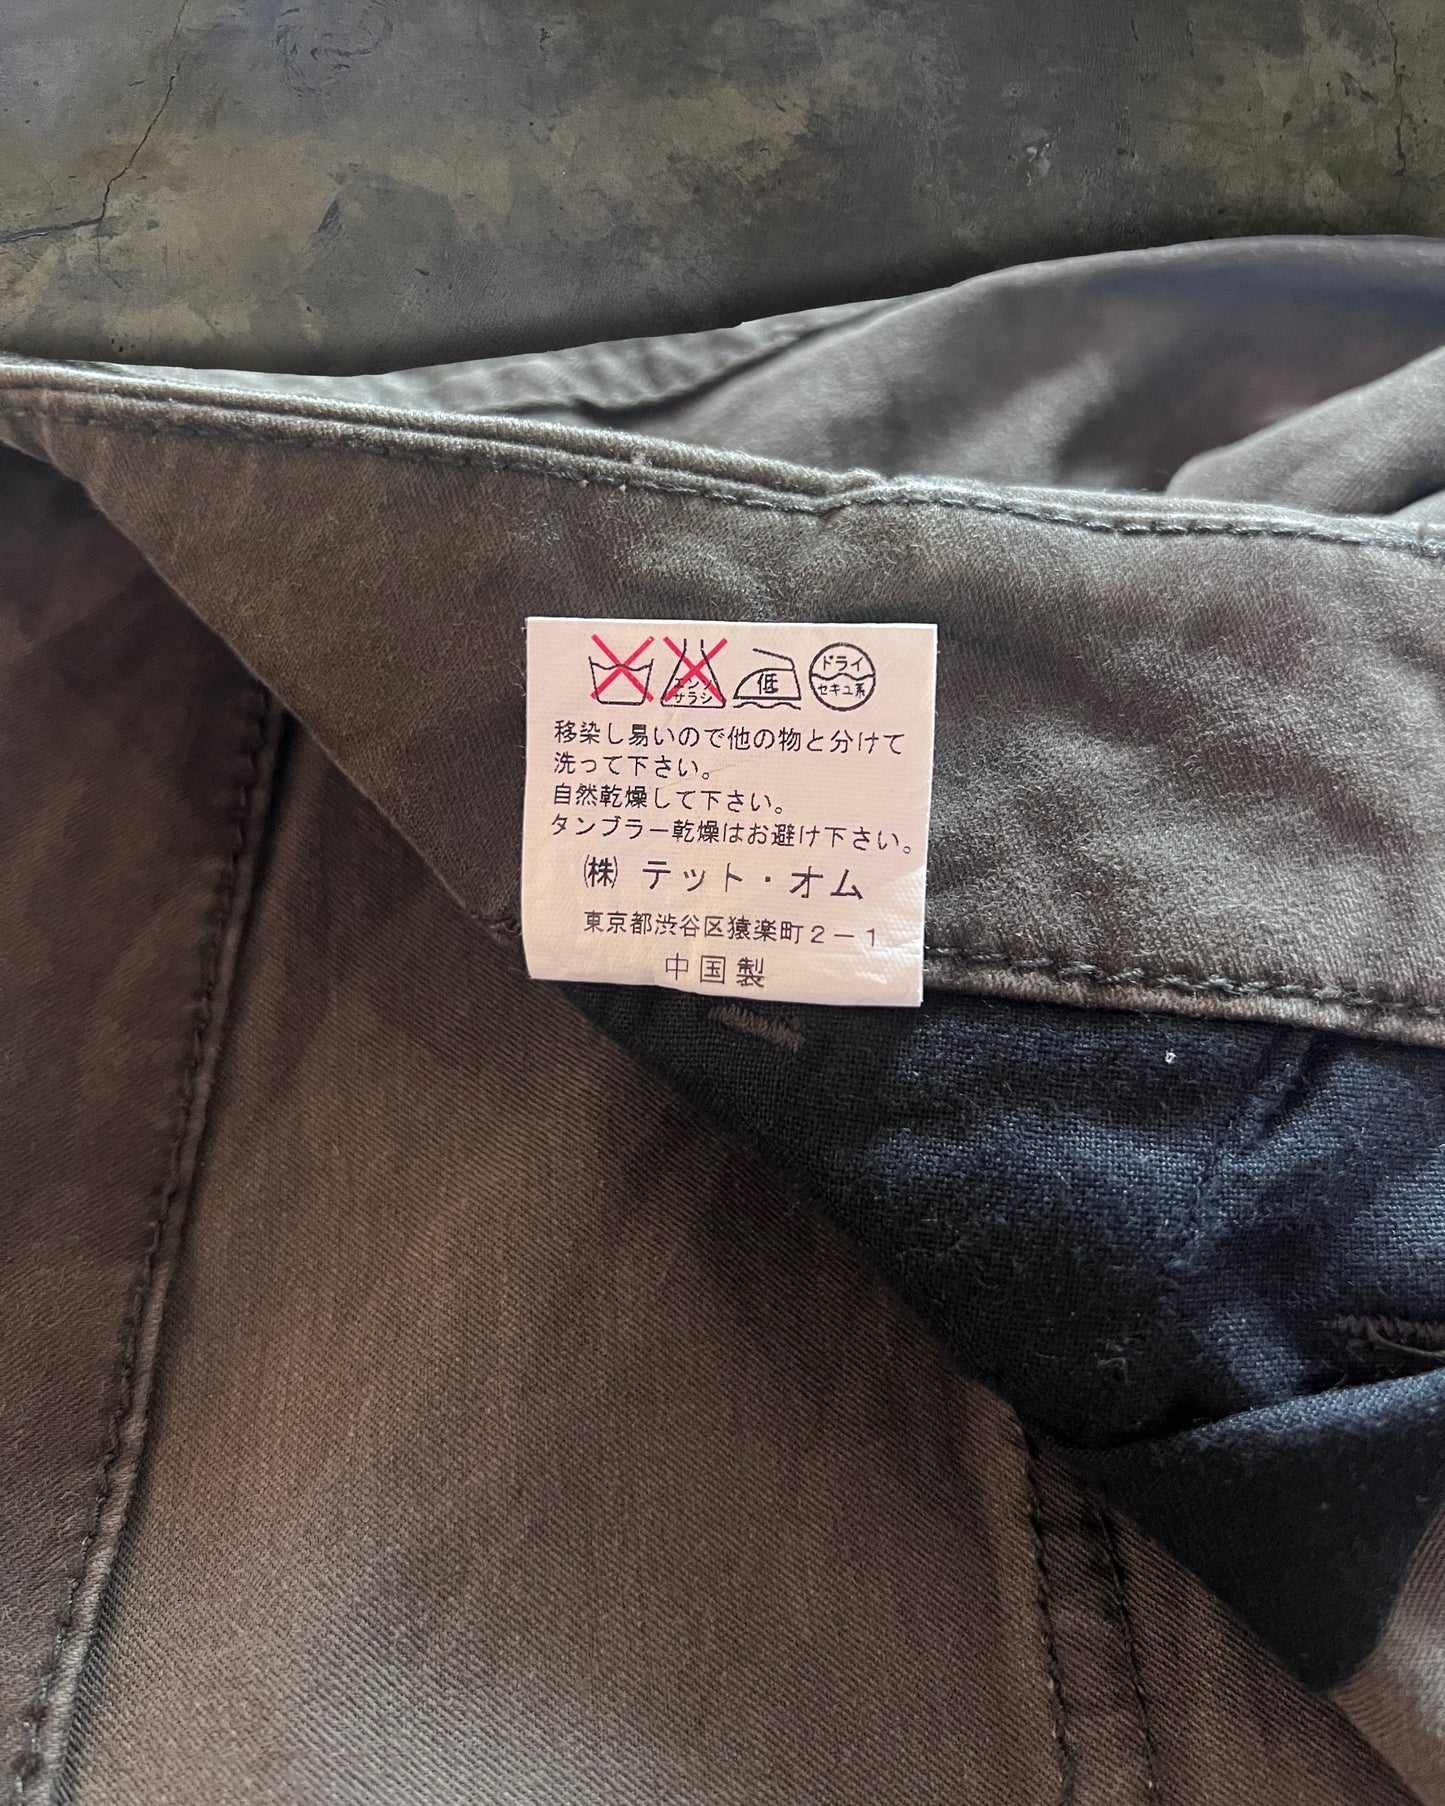 エンソ
サラシ
低
ドライ
セキユ系
移染し易いので他の物と分けて
洗って下さい。
自然乾燥して下さい。
タンブラー乾燥はお避け下さい。
㈱ テット・オム
東京都渋谷区猿楽町2-1
中国製